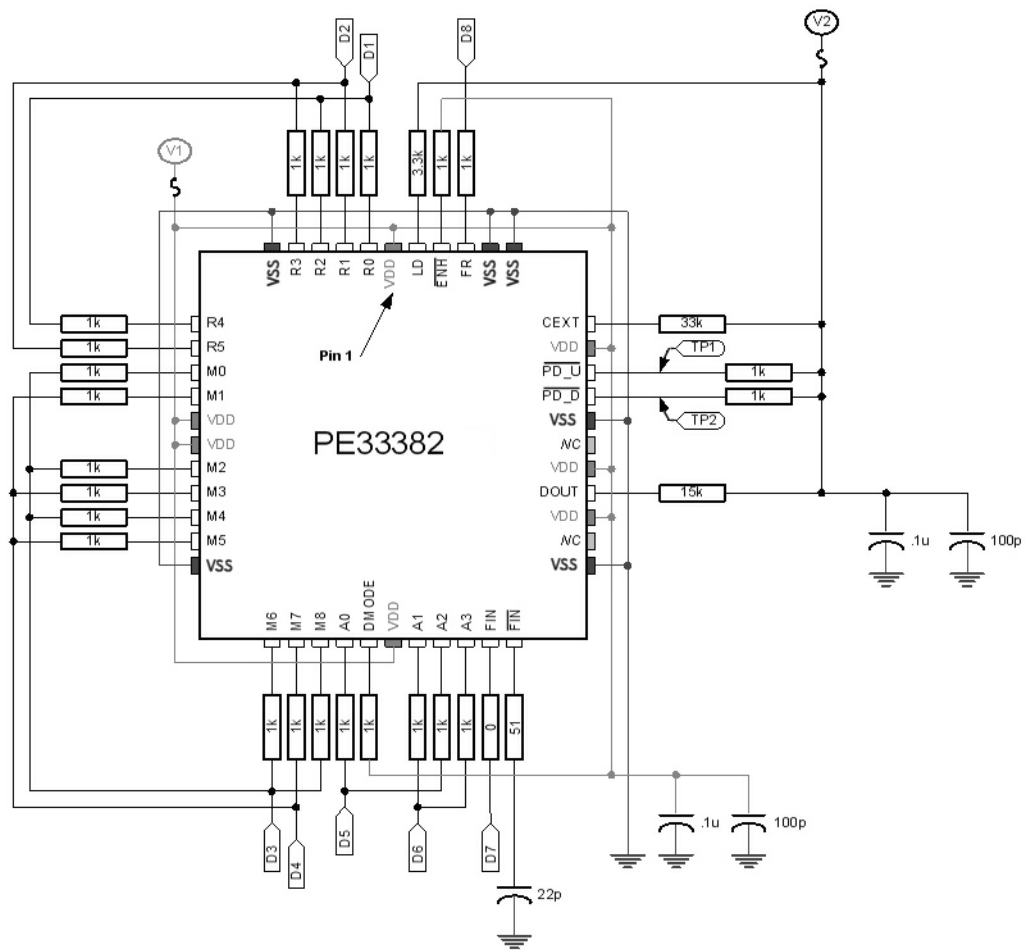 V2
D2
D1
D8
V1
1k
1k
1k
1k
3.3k
1k
1k
VSS
R3
R2
R1
R0
VDD
LD
ENH
FR
VSS
VSS
Pin 1
1k
R4
1k
R5
1k
M0
1k
M1
VDD
VDD
1k
M2
1k
M3
1k
M4
1k
M5
VSS
PE33382
CEXT
33k
VDD
TP1
PD_U
1k
PD_D
1k
VSS
TP2
NC
VDD
DOUT
15k
VDD
NC
VSS
.1u
100p
M6
M7
M8
A0
DMODE
VDD
A1
A2
A3
FIN
FIN
1k
1k
1k
1k
1k
1k
1k
1k
0
51
D3
D4
D5
D6
D7
.1u
100p
22p